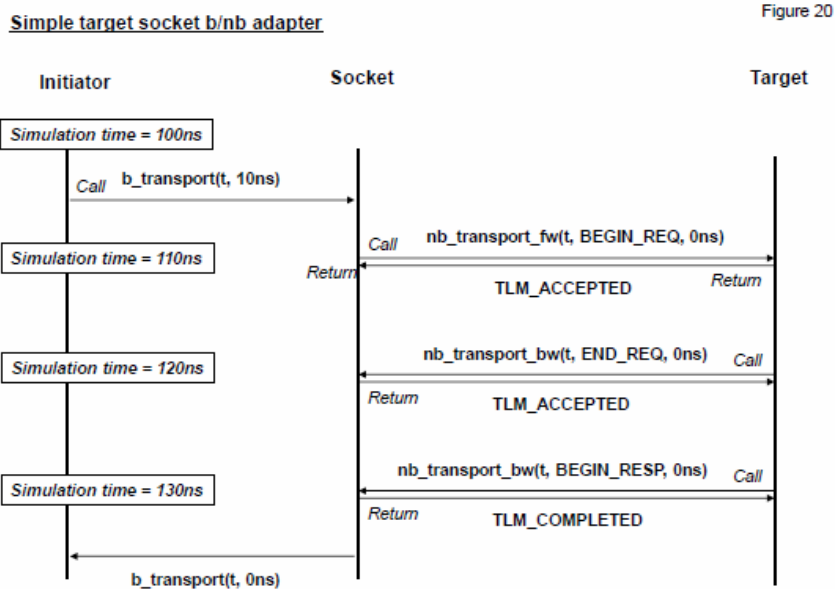 Figure 20
Simple target socket b/nb adapter
Initiator Socket Target
Simulation time = 100ns
Call b_transport(t, 10ns)
Call nb_transport_fw(t, BEGIN_REQ, 0ns)
Simulation time = 110ns
Return TLM_ACCEPTED Return
nb_transport_bw(t, END_REQ, 0ns) Call
Simulation time = 120ns
Return TLM_ACCEPTED
nb_transport_bw(t, BEGIN_RESP, 0ns) Call
Simulation time = 130ns
Return TLM_COMPLETED
b_transport(t, 0ns)